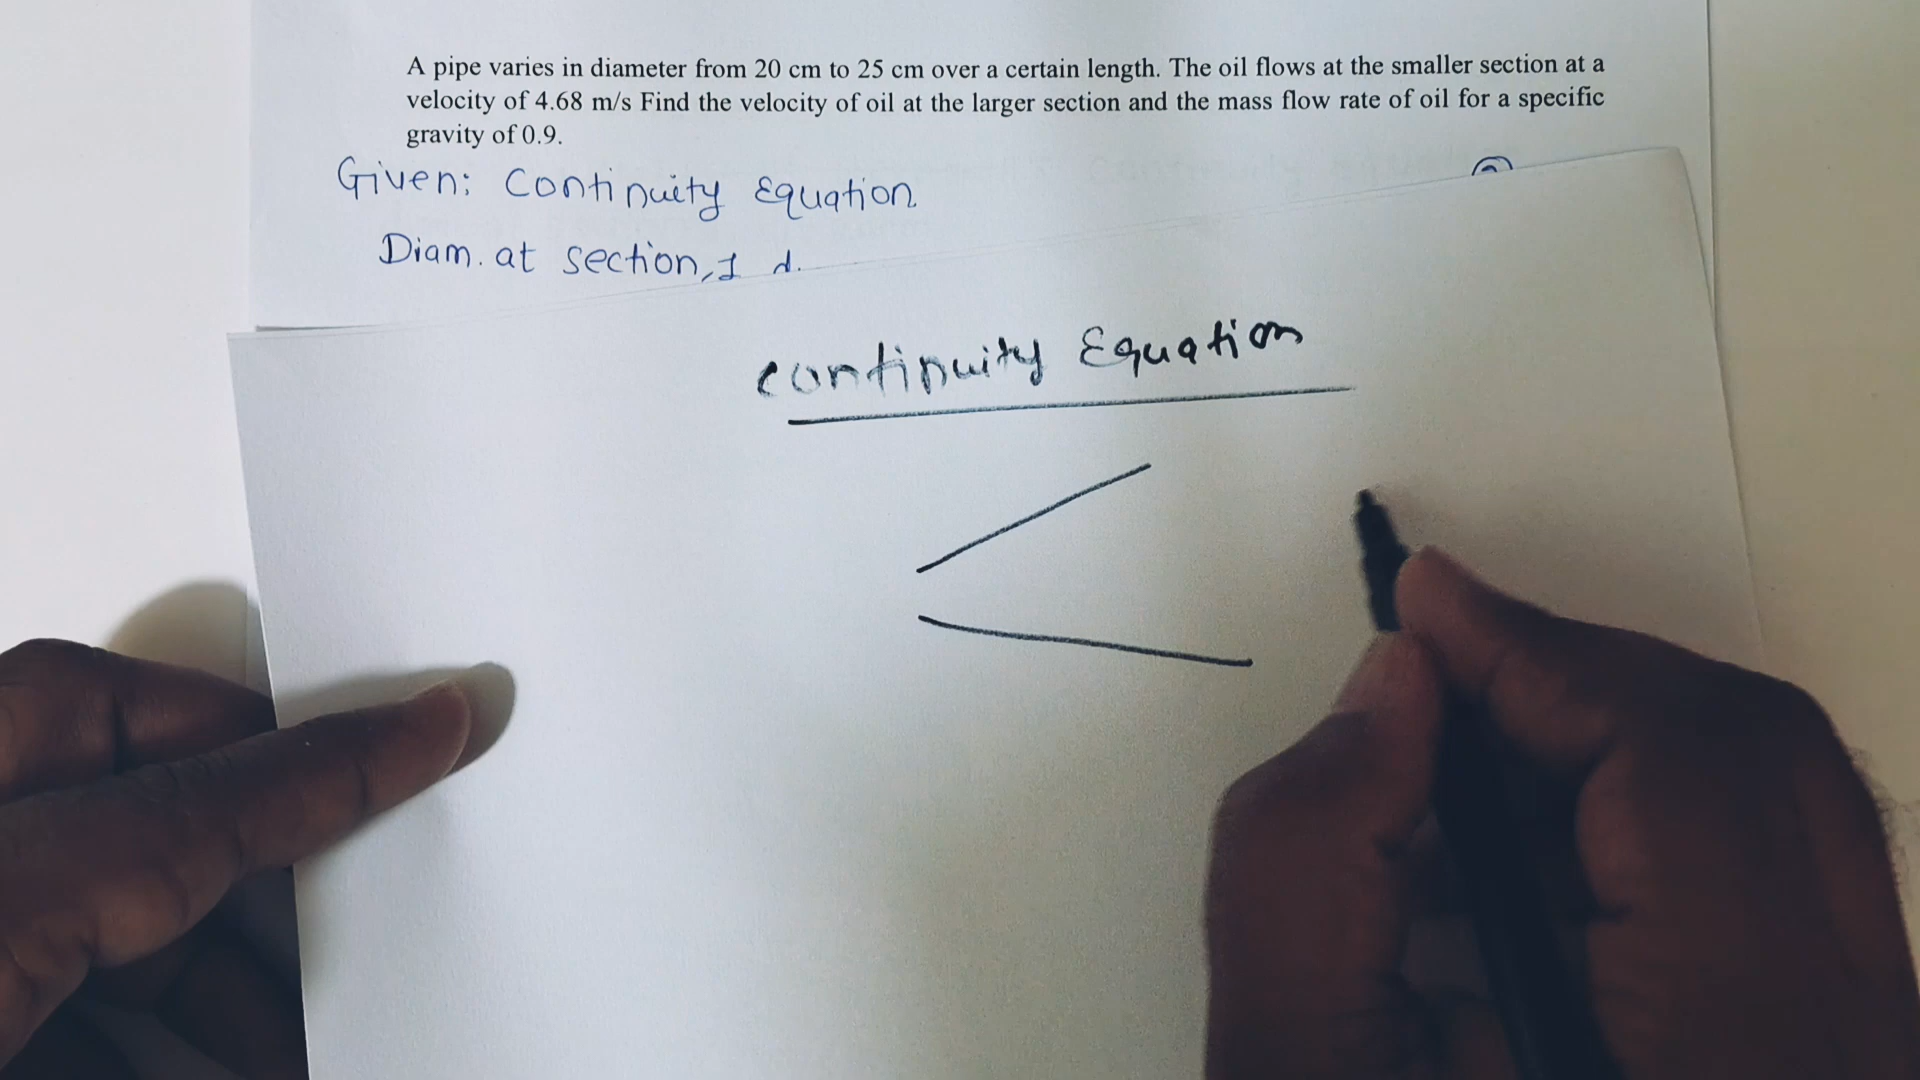 A pipe varies in diameter from 20 cm to 25 cm over a certain length. The oil flows at the smaller section at a
velocity of 4.68 m/s Find the velocity of oil at the larger section and the mass flow rate of oil for a specific
gravity of 0.9.
Given: Continuity Equation
Diam. at section, 1 d
continuity Equation